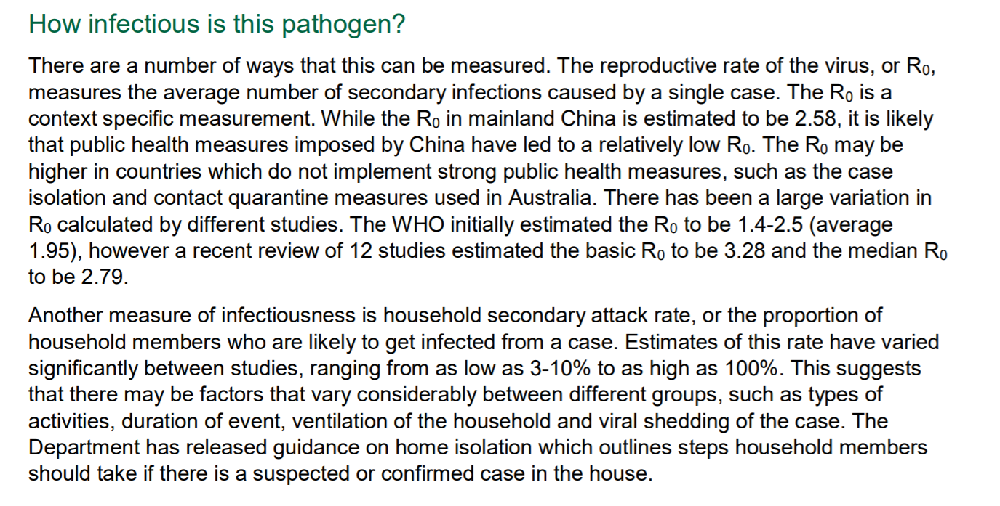 How infectious is this pathogen?
There are a number of ways that this can be measured. The reproductive rate of the virus, or R₀,
measures the average number of secondary infections caused by a single case. The R₀ is a
context specific measurement. While the R₀ in mainland China is estimated to be 2.58, it is likely
that public health measures imposed by China have led to a relatively low R₀. The R₀ may be
higher in countries which do not implement strong public health measures, such as the case
isolation and contact quarantine measures used in Australia. There has been a large variation in
R₀ calculated by different studies. The WHO initially estimated the R₀ to be 1.4-2.5 (average
1.95), however a recent review of 12 studies estimated the basic R₀ to be 3.28 and the median R₀
to be 2.79.
Another measure of infectiousness is household secondary attack rate, or the proportion of
household members who are likely to get infected from a case. Estimates of this rate have varied
significantly between studies, ranging from as low as 3-10% to as high as 100%. This suggests
that there may be factors that vary considerably between different groups, such as types of
activities, duration of event, ventilation of the household and viral shedding of the case. The
Department has released guidance on home isolation which outlines steps household members
should take if there is a suspected or confirmed case in the house.